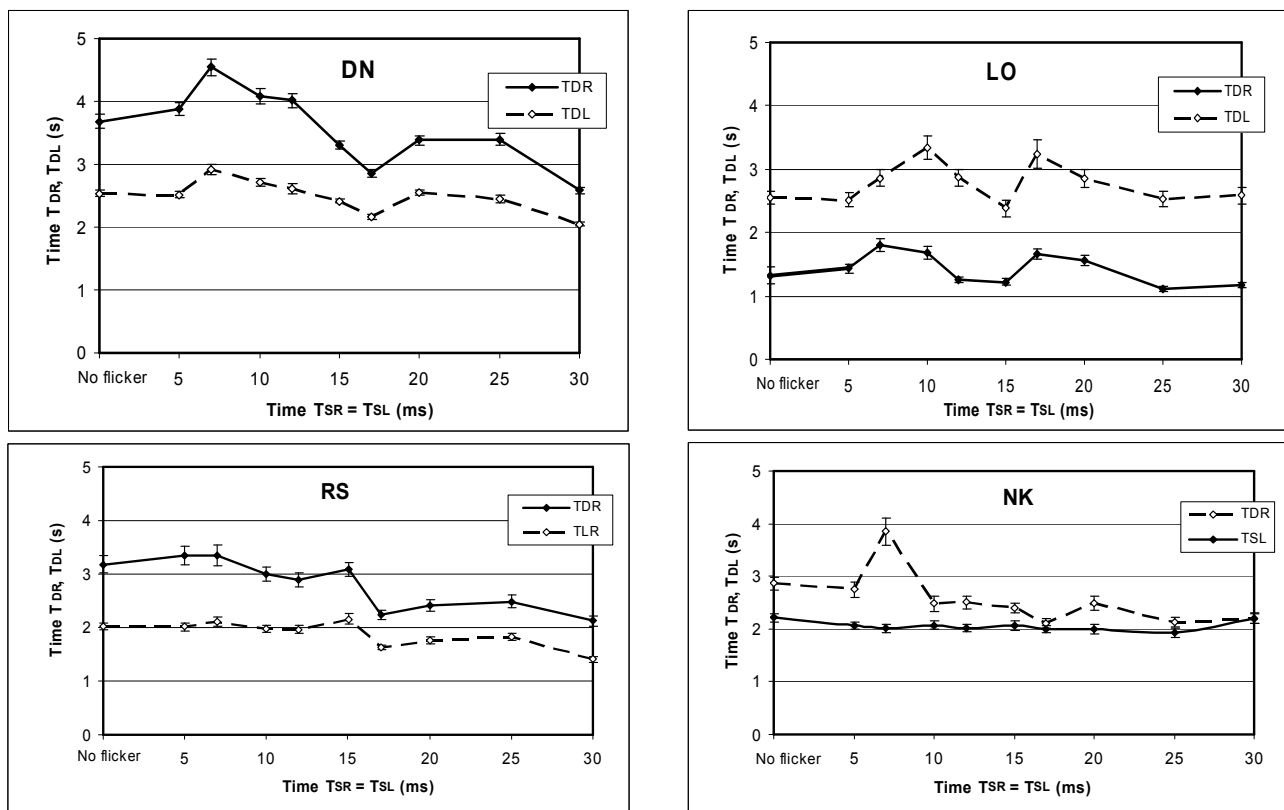 DN
TDR
TDL
Time TDR, TDL (s)
5
4
3
2
1
0
No flicker 5 10 15 20 25 30
Time TSR = TSL (ms)
LO
TDR
TDL
Time TDR, TDL (s)
5
4
3
2
1
0
No flicker 5 10 15 20 25 30
Time TSR = TSL (ms)
RS
TDR
TLR
Time TDR, TDL (s)
5
4
3
2
1
0
No flicker 5 10 15 20 25 30
Time TSR = TSL (ms)
NK
TDR
TSL
Time TDR, TDL (s)
5
4
3
2
1
0
No flicker 5 10 15 20 25 30
Time TSR = TSL (ms)